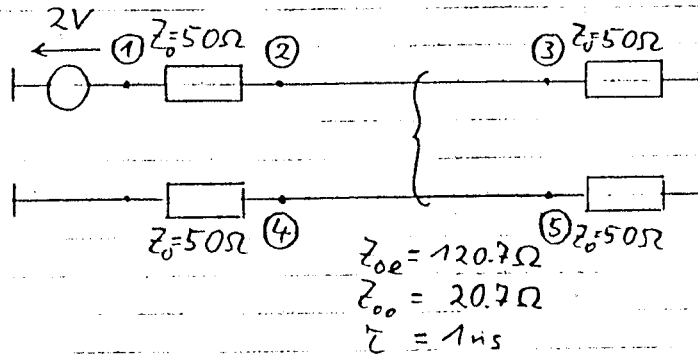 2V
① Z₀=50Ω ② ③ Z₀=50Ω
Z₀=50Ω ④ ⑤ Z₀=50Ω
Z₀ₑ = 120.7Ω
Z₀₀ = 20.7Ω
τ = 1ns